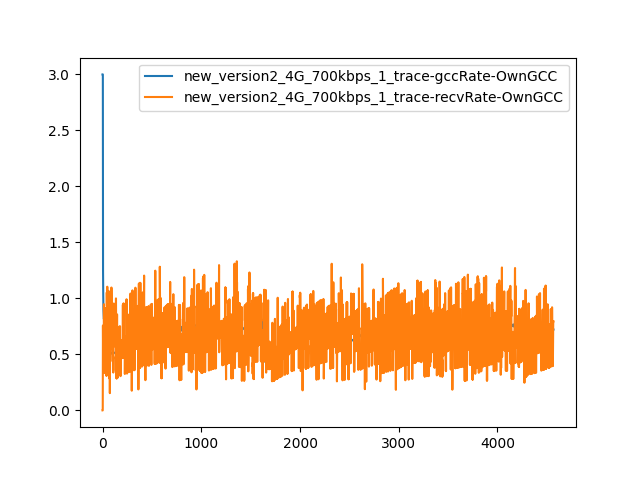 new_version2_4G_700kbps_1_trace-gccRate-OwnGCC
new_version2_4G_700kbps_1_trace-recvRate-OwnGCC
3.0
2.5
2.0
1.5
1.0
0.5
0.0
0 1000 2000 3000 4000